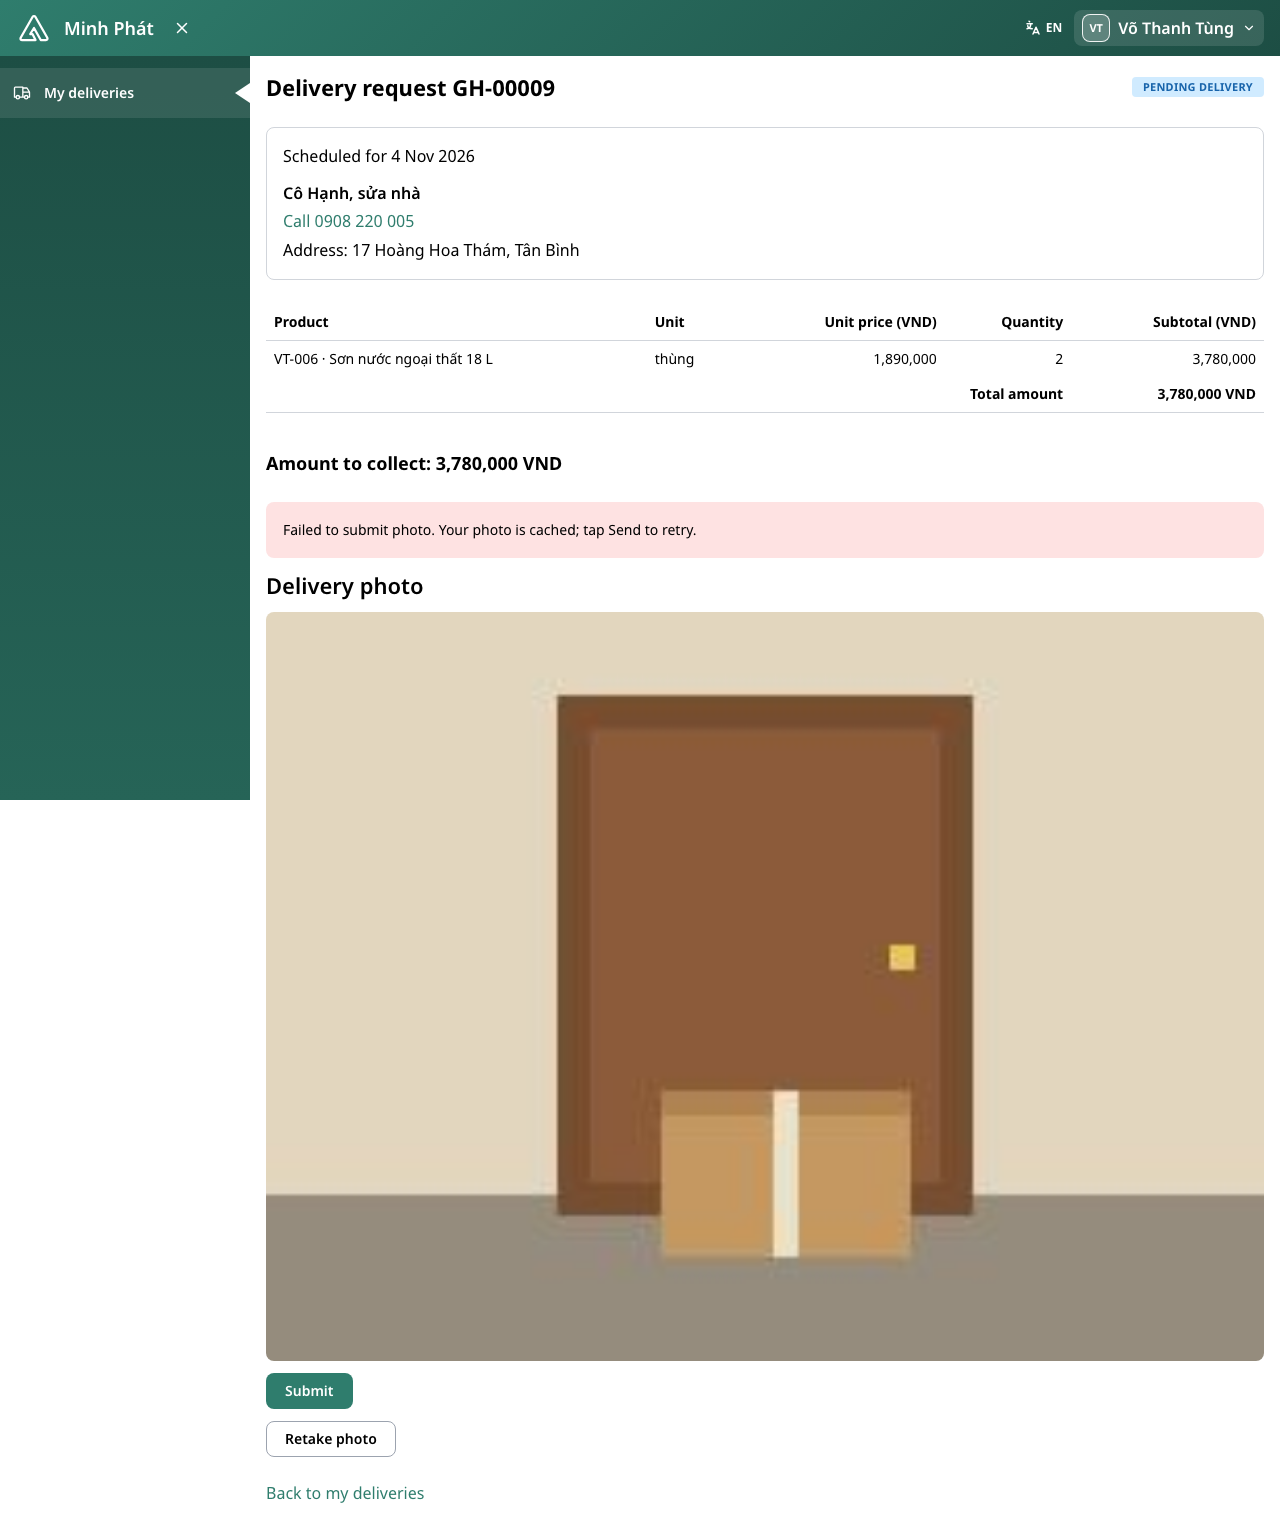 Minh Phát
EN
VT
Võ Thanh Tùng
My deliveries
Delivery request GH-00009
PENDING DELIVERY
Scheduled for 4 Nov 2026
Cô Hạnh, sửa nhà
Call 0908 220 005
Address: 17 Hoàng Hoa Thám, Tân Bình
Product Unit Unit price (VND) Quantity Subtotal (VND)
VT-006 · Sơn nước ngoại thất 18 L thùng 1,890,000 2 3,780,000
Total amount 3,780,000 VND
Amount to collect: 3,780,000 VND
Failed to submit photo. Your photo is cached; tap Send to retry.
Delivery photo
Submit
Retake photo
Back to my deliveries